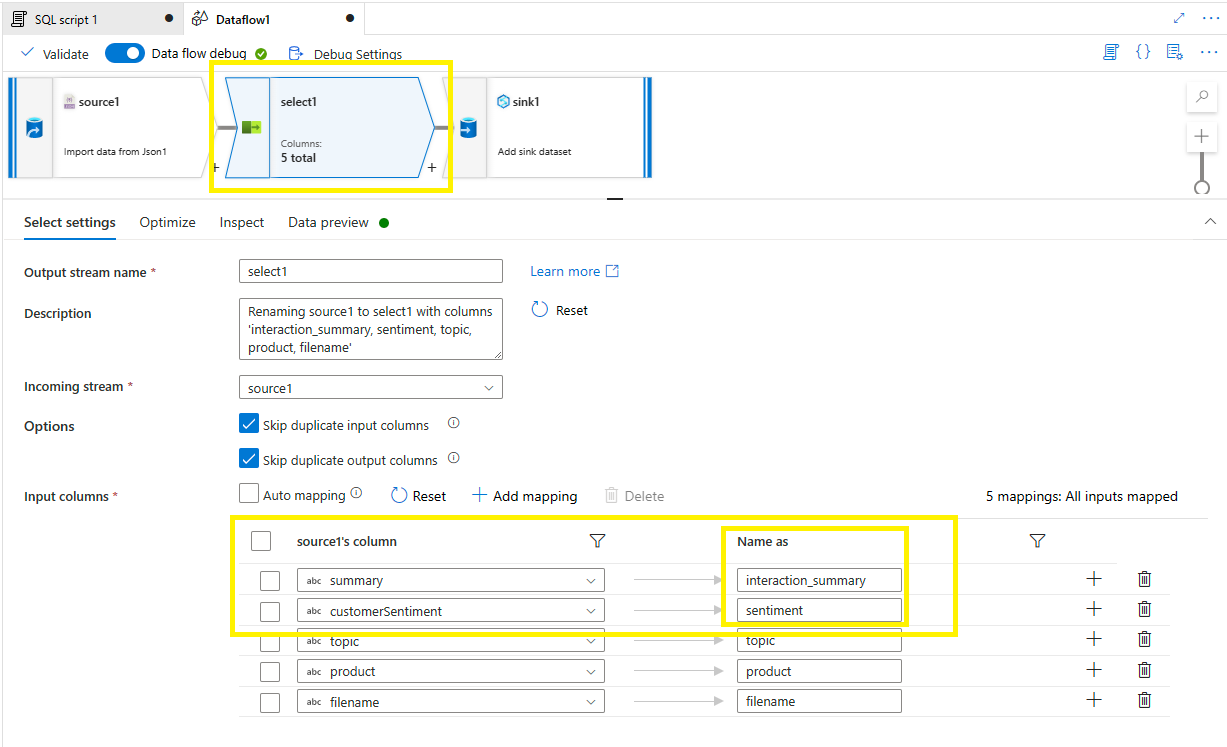 SQL script 1
Dataflow1
Validate
Data flow debug
Debug Settings
source1
Import data from Json1
+
select1
Columns:
5 total
+
sink1
Add sink dataset
Select settings
Optimize
Inspect
Data preview
Output stream name *
select1
Learn more
Description
Renaming source1 to select1 with columns
'interaction_summary, sentiment, topic,
product, filename'
Reset
Incoming stream *
source1
Options
Skip duplicate input columns
Skip duplicate output columns
Input columns *
Auto mapping
Reset
Add mapping
Delete
5 mappings: All inputs mapped
source1's column
Name as
abc summary
interaction_summary
abc customerSentiment
sentiment
abc topic
topic
abc product
product
abc filename
filename